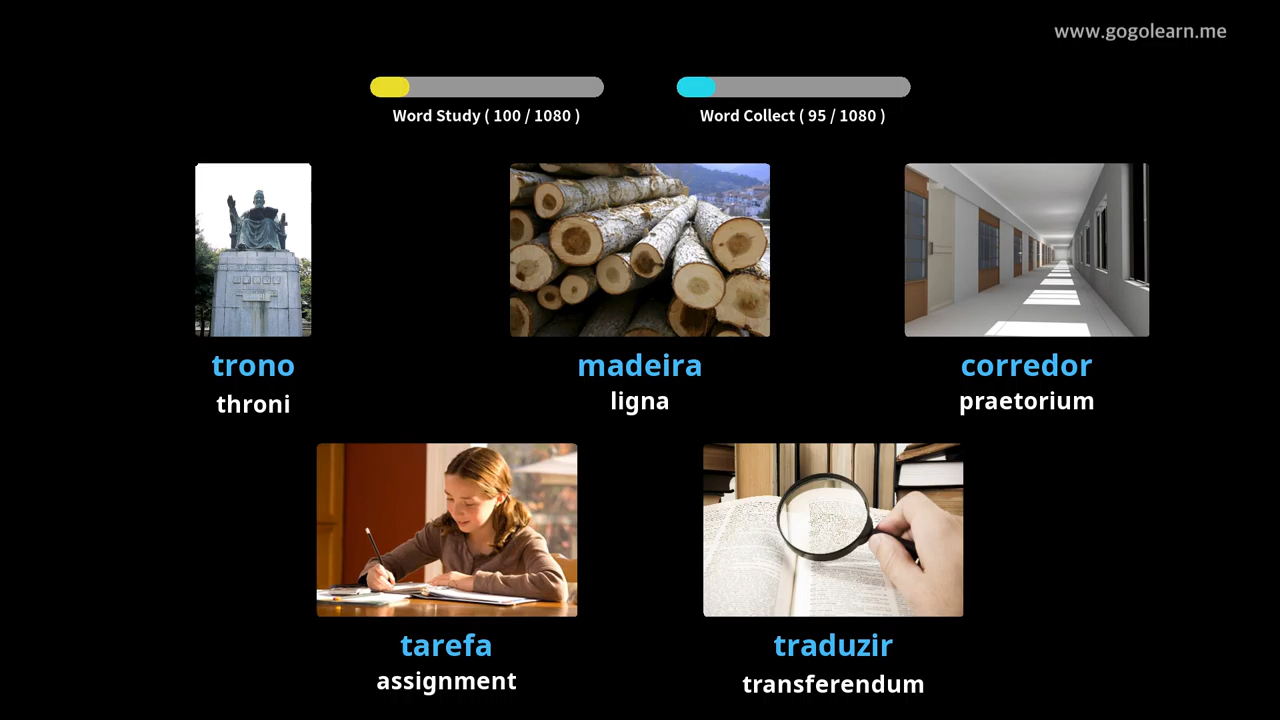 www.gogolearn.me
Word Study ( 100 / 1080 )
Word Collect ( 95 / 1080 )
trono
throni
madeira
ligna
corredor
praetorium
tarefa
assignment
traduzir
transferendum